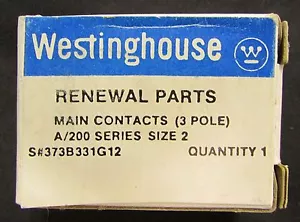 Westinghouse
RENEWAL PARTS
MAIN CONTACTS (3 POLE)
A/200 SERIES SIZE 2
S#373B331G12 QUANTITY 1